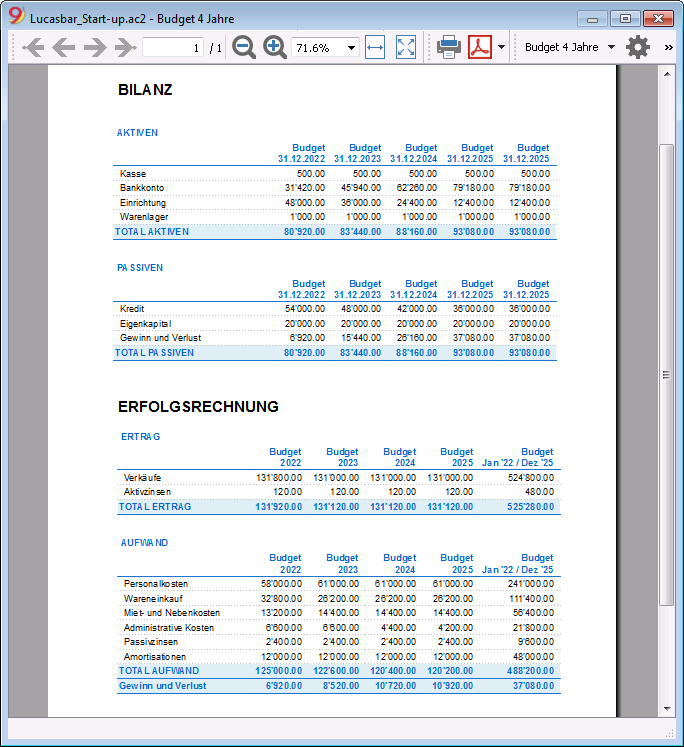 Lucasbar_Start-up.ac2 - Budget 4 Jahre
1 / 1 71.6% Budget 4 Jahre »
BILANZ
AKTIVEN
Budget Budget Budget Budget Budget
31.12.2022 31.12.2023 31.12.2024 31.12.2025 31.12.2025
Kasse 500.00 500.00 500.00 500.00 500.00
Bankkonto 31'420.00 45'940.00 62'260.00 79'180.00 79'180.00
Einrichtung 48'000.00 36'000.00 24'400.00 12'400.00 12'400.00
Warenlager 1'000.00 1'000.00 1'000.00 1'000.00 1'000.00
TOTAL AKTIVEN 80'920.00 83'440.00 88'160.00 93'080.00 93'080.00
PASSIVEN
Budget Budget Budget Budget Budget
31.12.2022 31.12.2023 31.12.2024 31.12.2025 31.12.2025
Kredit 54'000.00 48'000.00 42'000.00 36'000.00 36'000.00
Eigenkapital 20'000.00 20'000.00 20'000.00 20'000.00 20'000.00
Gewinn und Verlust 6'920.00 15'440.00 26'160.00 37'080.00 37'080.00
TOTAL PASSIVEN 80'920.00 83'440.00 88'160.00 93'080.00 93'080.00
ERFOLGSRECHNUNG
ERTRAG
Budget Budget Budget Budget Budget
2022 2023 2024 2025 Jan '22 / Dez '25
Verkäufe 131'800.00 131'000.00 131'000.00 131'000.00 524'800.00
Aktivzinsen 120.00 120.00 120.00 120.00 480.00
TOTAL ERTRAG 131'920.00 131'120.00 131'120.00 131'120.00 525'280.00
AUFWAND
Budget Budget Budget Budget Budget
2022 2023 2024 2025 Jan '22 / Dez '25
Personalkosten 58'000.00 61'000.00 61'000.00 61'000.00 241'000.00
Wareneinkauf 32'800.00 26'200.00 26'200.00 26'200.00 111'400.00
Miet- und Nebenkosten 13'200.00 14'400.00 14'400.00 14'400.00 56'400.00
Administrative Kosten 6'600.00 6'600.00 4'400.00 4'200.00 21'800.00
Passivzinsen 2'400.00 2'400.00 2'400.00 2'400.00 9'600.00
Amortisationen 12'000.00 12'000.00 12'000.00 12'000.00 48'000.00
TOTAL AUFWAND 125'000.00 122'600.00 120'400.00 120'200.00 488'200.00
Gewinn und Verlust 6'920.00 8'520.00 10'720.00 10'920.00 37'080.00